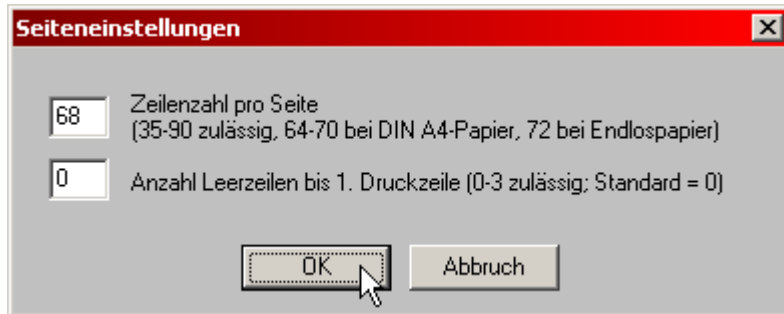 Seiteneinstellungen
68 Zeilenzahl pro Seite
(35-90 zulässig, 64-70 bei DIN A4-Papier, 72 bei Endlospapier)
0 Anzahl Leerzeilen bis 1. Druckzeile (0-3 zulässig; Standard = 0)
OK Abbruch